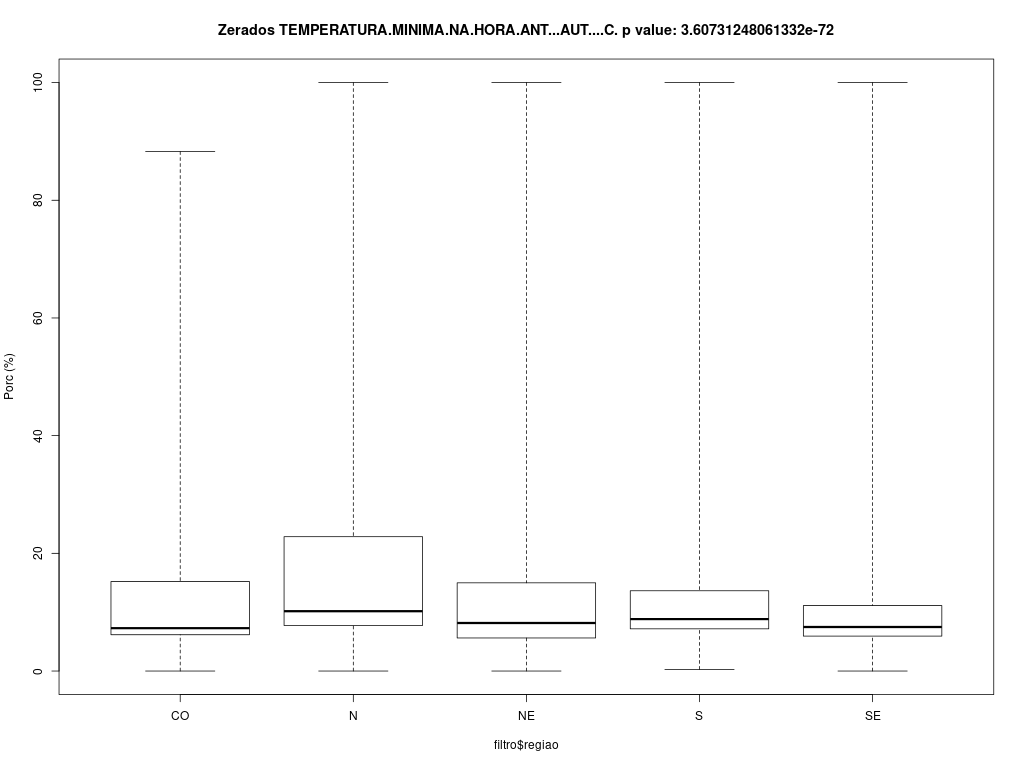 Zerados TEMPERATURA.MINIMA.NA.HORA.ANT...AUT....C. p value: 3.60731248061332e-72
100
80
60
40
20
0
Porc (%)
CO N NE S SE
filtro$regiao